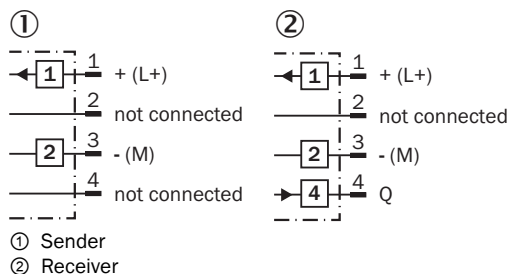 ① ②
1 1 + (L+)
2 not connected
2 3 - (M)
4 not connected
1 1 + (L+)
2 not connected
2 3 - (M)
4 4 Q
① Sender
② Receiver